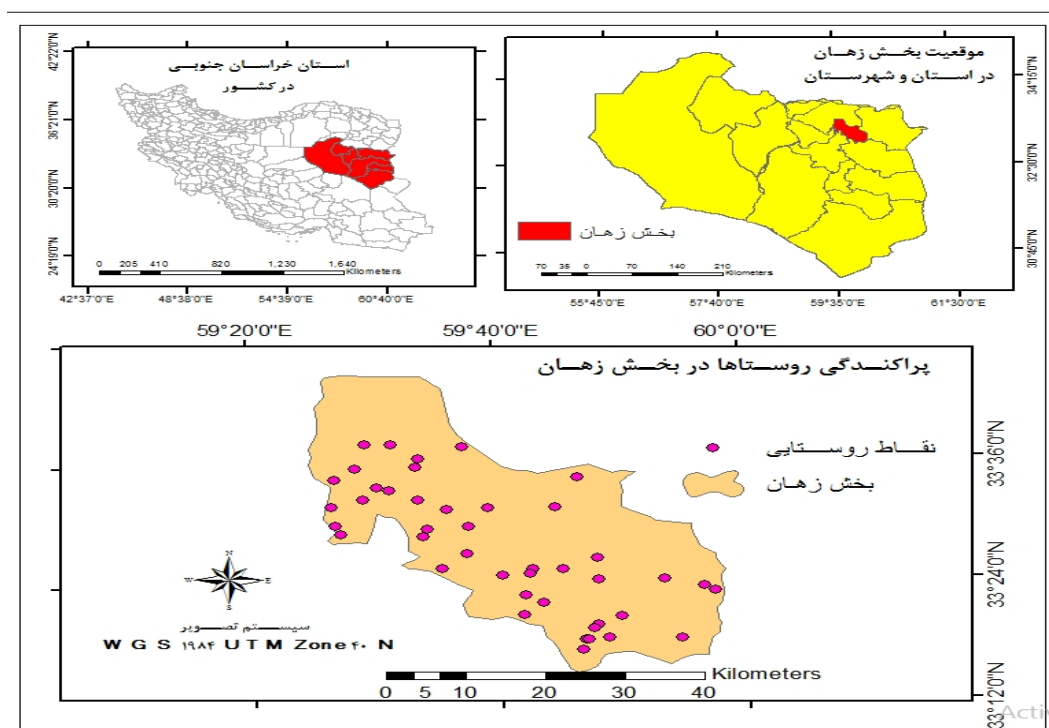 استان خراسان جنوبی
در کشور
42°22'0"N
36°21'0"N
30°20'0"N
24°19'0"N
0 205 410 820 1,230 1,640
Kilometers
42°37'0"E 48°38'0"E 54°39'0"E 60°40'0"E
موقعیت بخش زهان
در استان و شهرستان
بخش زهان
34°15'0"N
32°30'0"N
30°45'0"N
70 35 0 70 140 210
Kilometers
55°45'0"E 57°40'0"E 59°35'0"E 61°30'0"E
59°20'0"E 59°40'0"E 60°0'0"E
پراکندگی روستاها در بخش زهان
نقاط روستایی
بخش زهان
33°36'0"N
33°24'0"N
33°12'0"N
N
W E
S
سیستم تصویر
WGS ۱۹۸۴ UTM Zone ۴۰ N
Kilometers
0 5 10 20 30 40
Activ